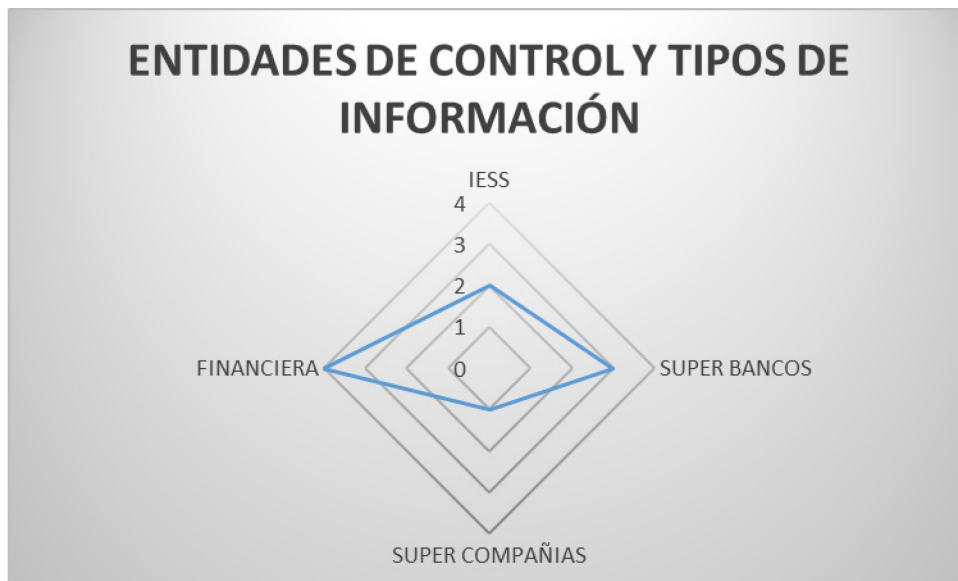 ENTIDADES DE CONTROL Y TIPOS DE
INFORMACIÓN
IESS
4
3
2
1
0
FINANCIERA
SUPER BANCOS
SUPER COMPAÑIAS